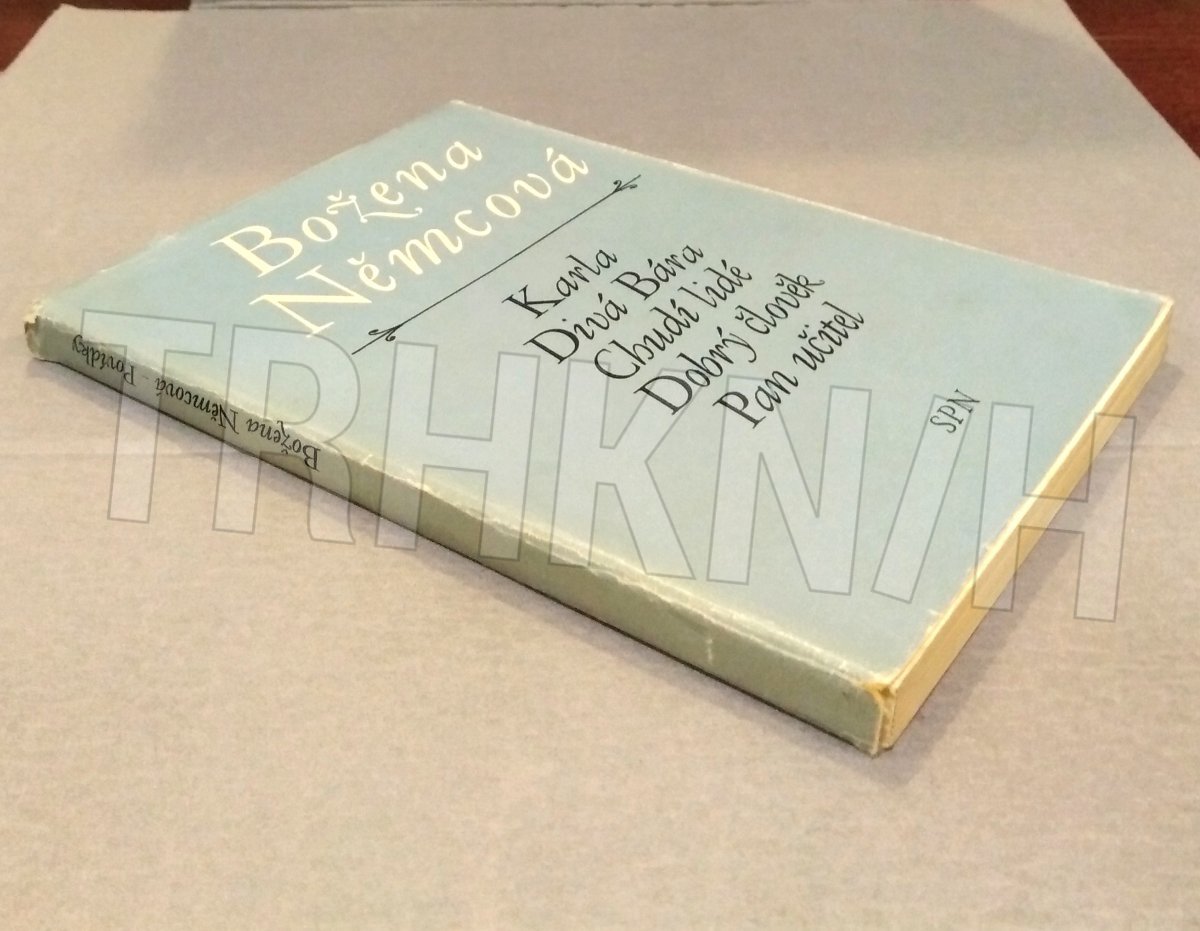 Božena
Němcová
Karla
Divá Bára
Chudí lidé
Dobrý člověk
Pan učitel
SPN
Božena Němcová - Povídky
TRHKNIH